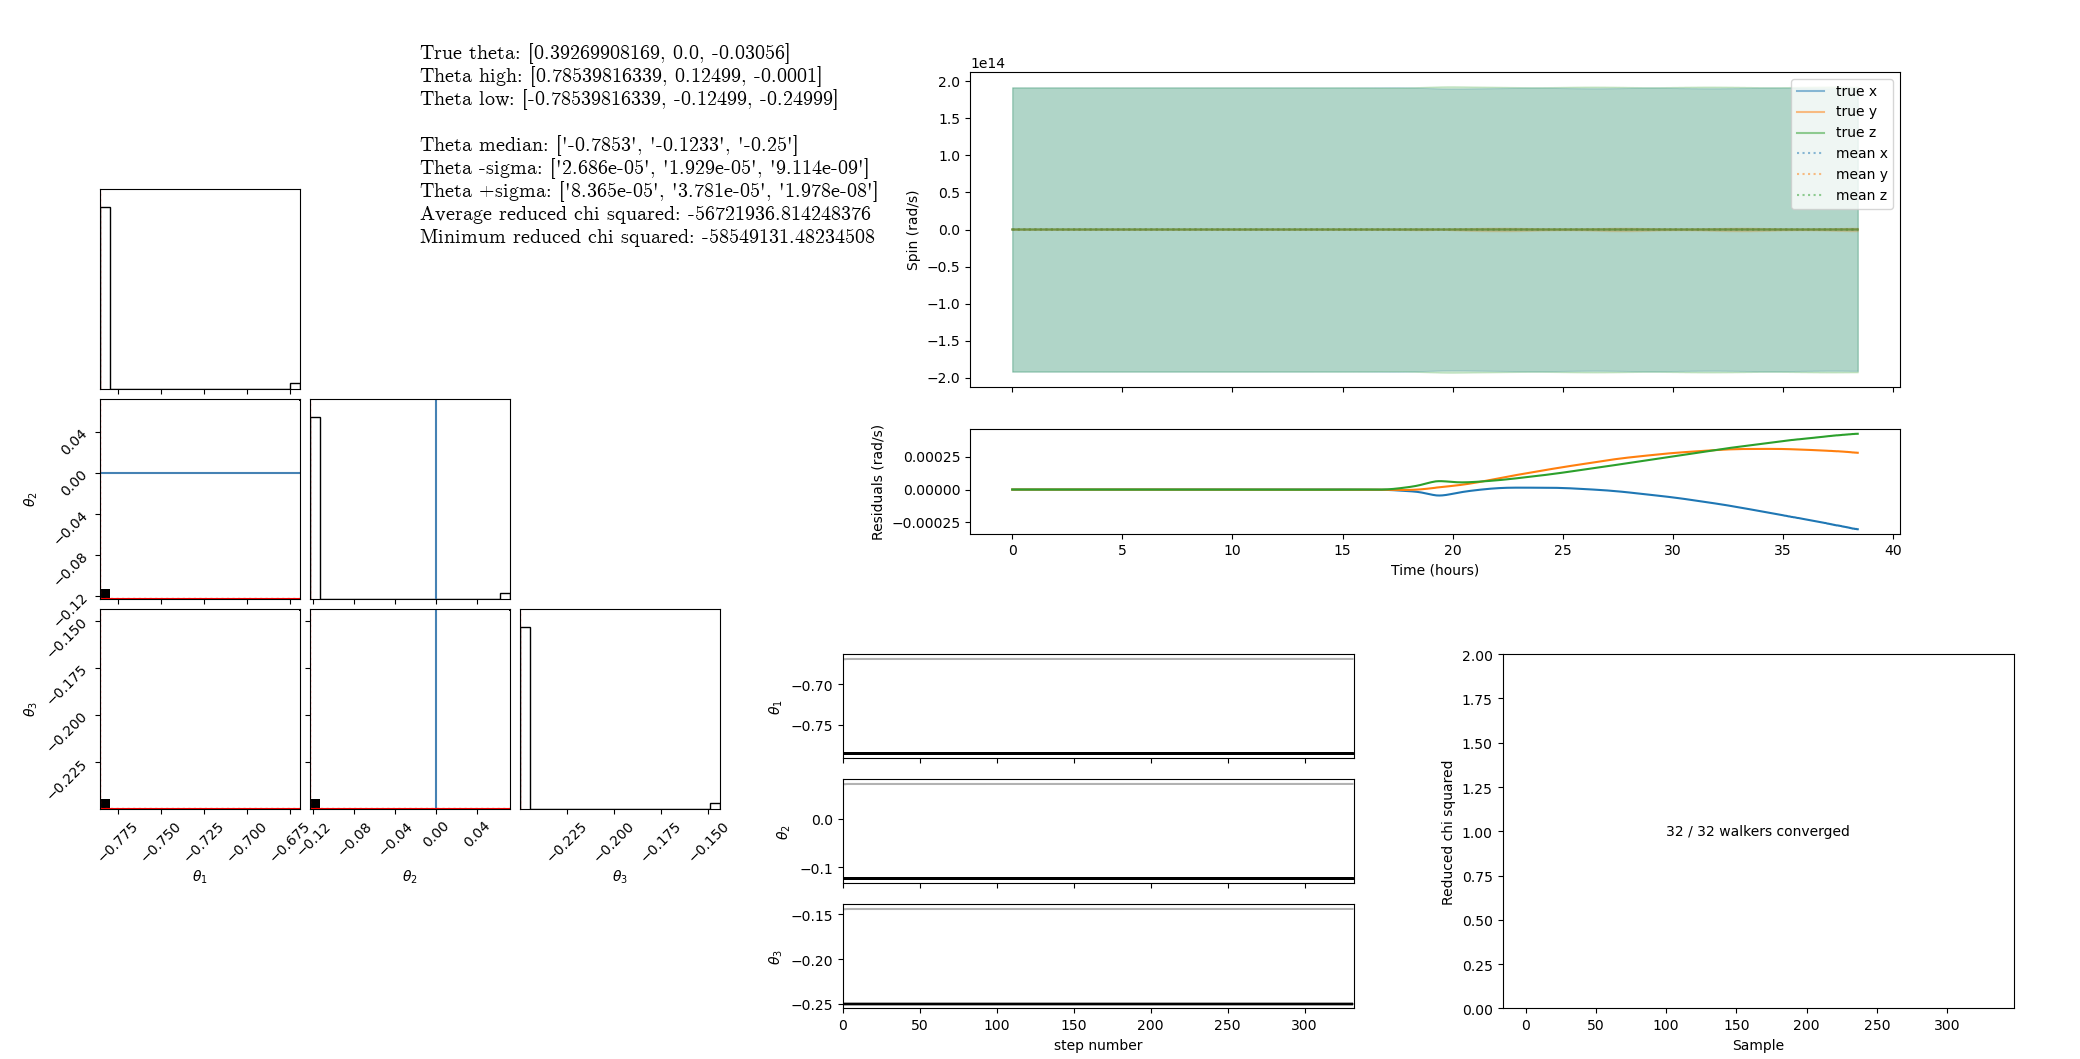 True theta: [0.39269908169, 0.0, -0.03056]
Theta high: [0.78539816339, 0.12499, -0.0001]
Theta low: [-0.78539816339, -0.12499, -0.24999]
Theta median: ['-0.7853', '-0.1233', '-0.25']
Theta -sigma: ['2.686e-05', '1.929e-05', '9.114e-09']
Theta +sigma: ['8.365e-05', '3.781e-05', '1.978e-08']
Average reduced chi squared: -56721936.814248376
Minimum reduced chi squared: -58549131.48234508
θ2
0.04
0.00
−0.04
−0.08
−0.12
θ3
−0.150
−0.175
−0.200
−0.225
−0.775 −0.750 −0.725 −0.700 −0.675
θ1
−0.12 −0.08 −0.04 0.00 0.04
θ2
−0.225 −0.200 −0.175 −0.150
θ3
1e14
Spin (rad/s)
2.0
1.5
1.0
0.5
0.0
−0.5
−1.0
−1.5
−2.0
true x
true y
true z
mean x
mean y
mean z
Residuals (rad/s)
0.00025
0.00000
−0.00025
0 5 10 15 20 25 30 35 40
Time (hours)
θ1
−0.70
−0.75
θ2
0.0
−0.1
θ3
−0.15
−0.20
−0.25
0 50 100 150 200 250 300
step number
Reduced chi squared
2.00
1.75
1.50
1.25
1.00
0.75
0.50
0.25
0.00
32 / 32 walkers converged
0 50 100 150 200 250 300
Sample